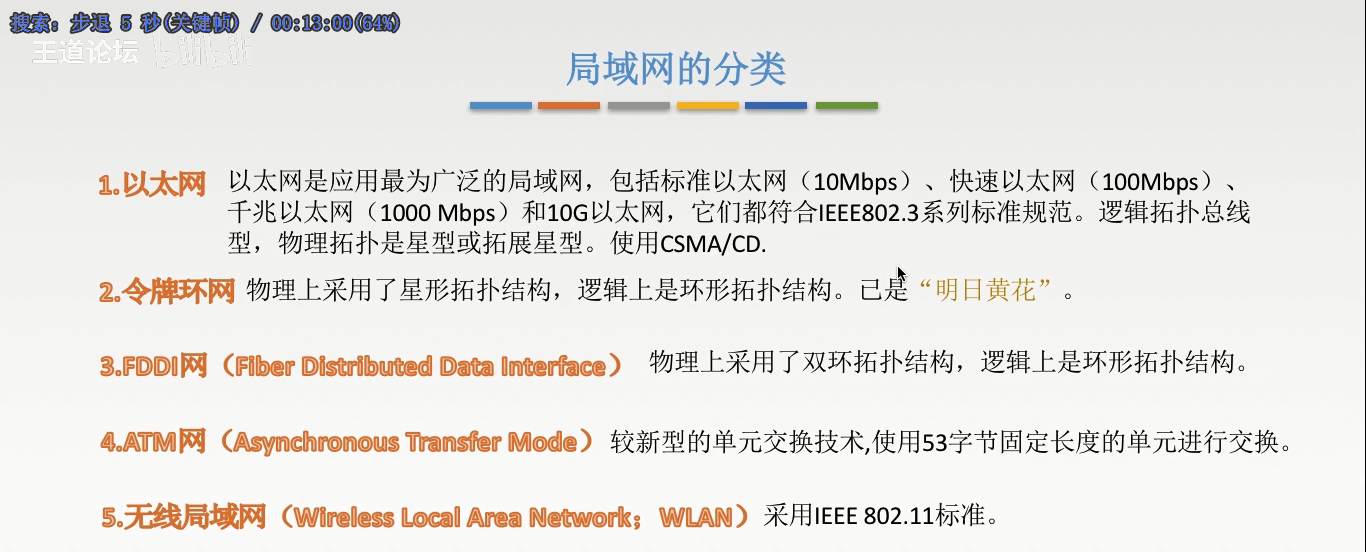 搜索: 步退 5 秒(关键帧) / 00:13:00(64%)
王道论坛 bilibili
局域网的分类
1.以太网 以太网是应用最为广泛的局域网，包括标准以太网（10Mbps）、快速以太网（100Mbps）、
千兆以太网（1000 Mbps）和10G以太网，它们都符合IEEE802.3系列标准规范。逻辑拓扑总线
型，物理拓扑是星型或拓展星型。使用CSMA/CD.
2.令牌环网 物理上采用了星形拓扑结构，逻辑上是环形拓扑结构。已是“明日黄花”。
3.FDDI网（Fiber Distributed Data Interface） 物理上采用了双环拓扑结构，逻辑上是环形拓扑结构。
4.ATM网（Asynchronous Transfer Mode） 较新型的单元交换技术,使用53字节固定长度的单元进行交换。
5.无线局域网（Wireless Local Area Network；WLAN） 采用IEEE 802.11标准。